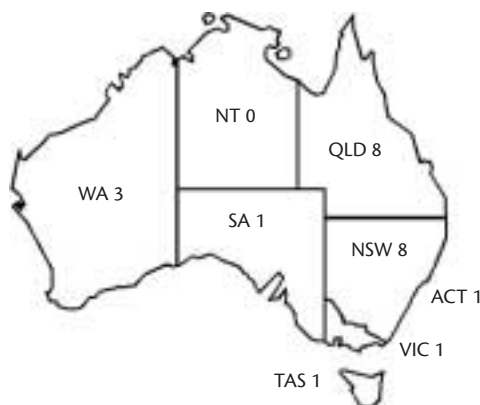 NT 0
QLD 8
WA 3
SA 1
NSW 8
ACT 1
VIC 1
TAS 1